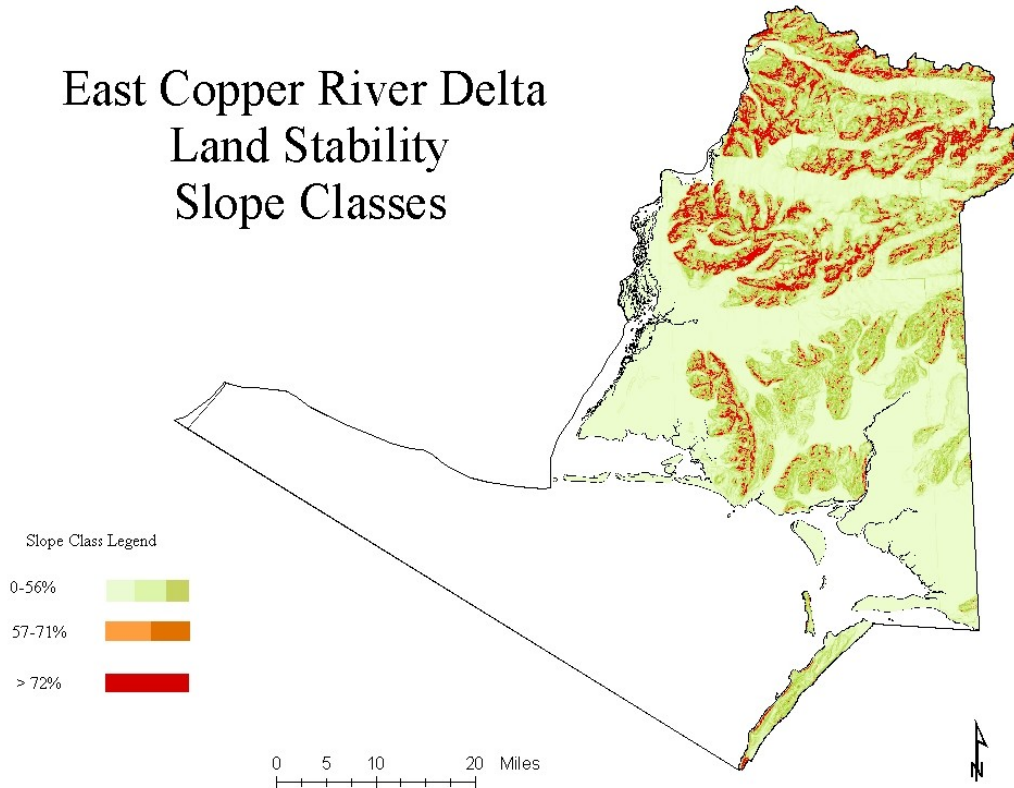 East Copper River Delta
Land Stability
Slope Classes
Slope Class Legend
0-56%
57-71%
> 72%
0 5 10 20 Miles
N